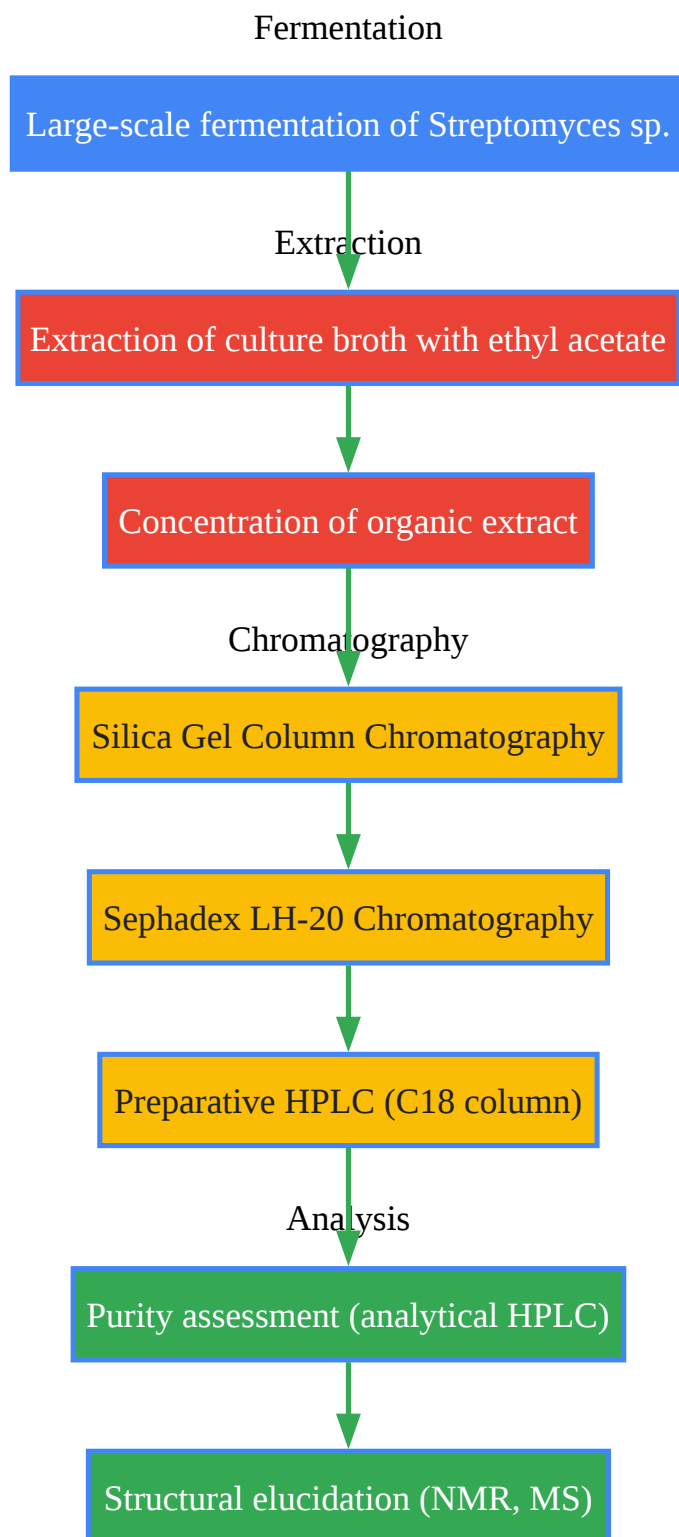 Fermentation
Large-scale fermentation of Streptomyces sp.
Extraction
Extraction of culture broth with ethyl acetate
Concentration of organic extract
Chromatography
Silica Gel Column Chromatography
Sephadex LH-20 Chromatography
Preparative HPLC (C18 column)
Analysis
Purity assessment (analytical HPLC)
Structural elucidation (NMR, MS)